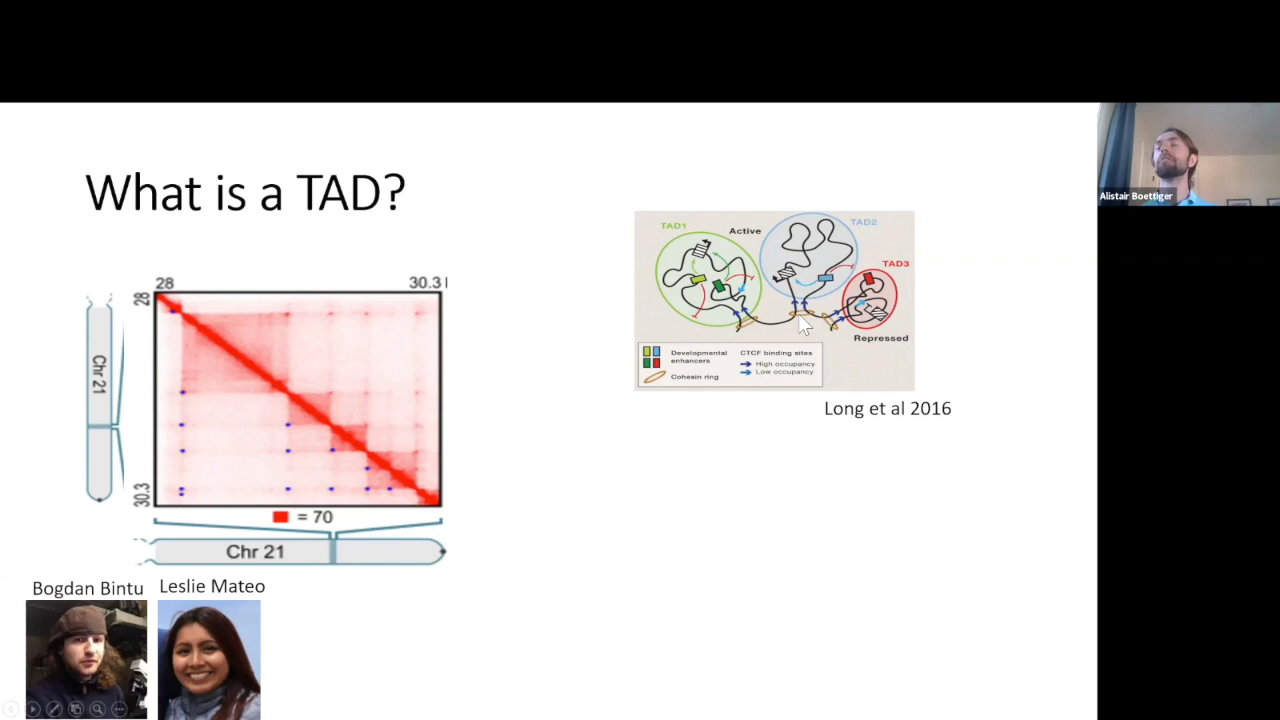 Alistair Boettiger
What is a TAD?
28
30.3
28
30.3
Chr 21
= 70
Chr 21
TAD1
Active
TAD2
TAD3
Repressed
Developmental
enhancers
Cohesin ring
CTCF binding sites
High occupancy
Low occupancy
Long et al 2016
Bogdan Bintu
Leslie Mateo